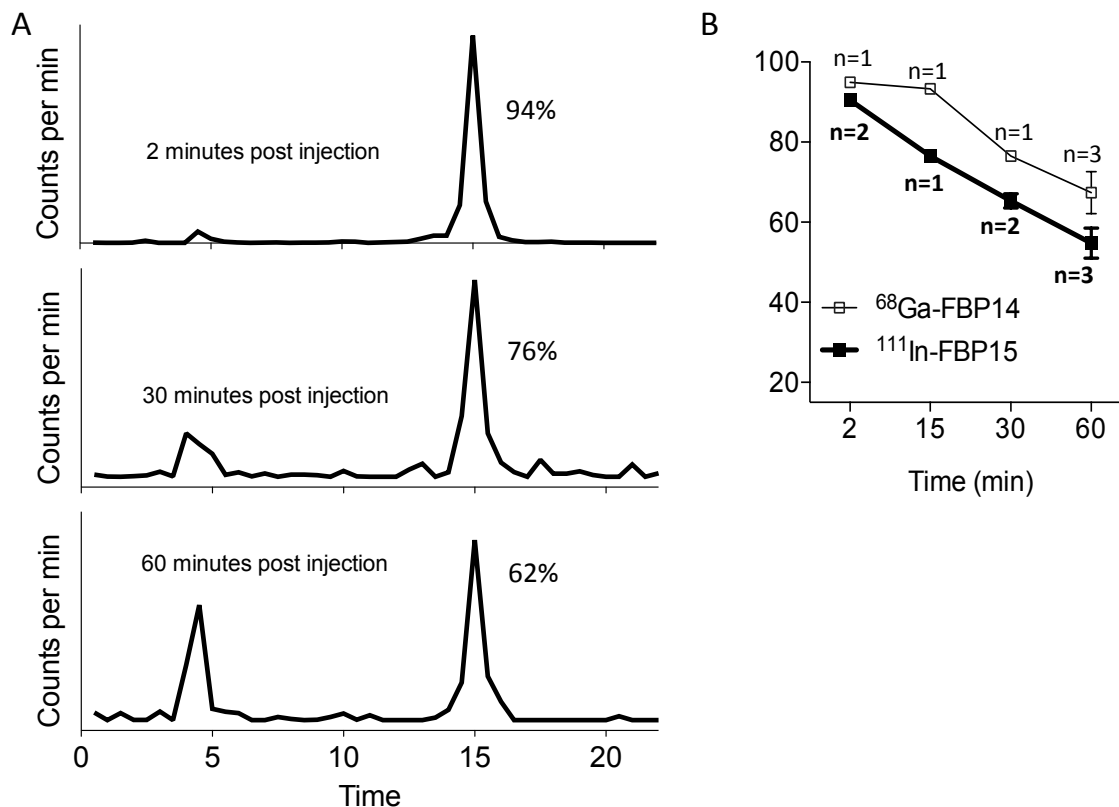 A
Counts per min
2 minutes post injection
94%
Counts per min
30 minutes post injection
76%
Counts per min
60 minutes post injection
62%
0 5 10 15 20
Time
B
100
80
60
40
20
n=1
n=1
n=1
n=3
n=2
n=1
n=2
n=3
⁶⁸Ga-FBP14
¹¹¹In-FBP15
2 15 30 60
Time (min)